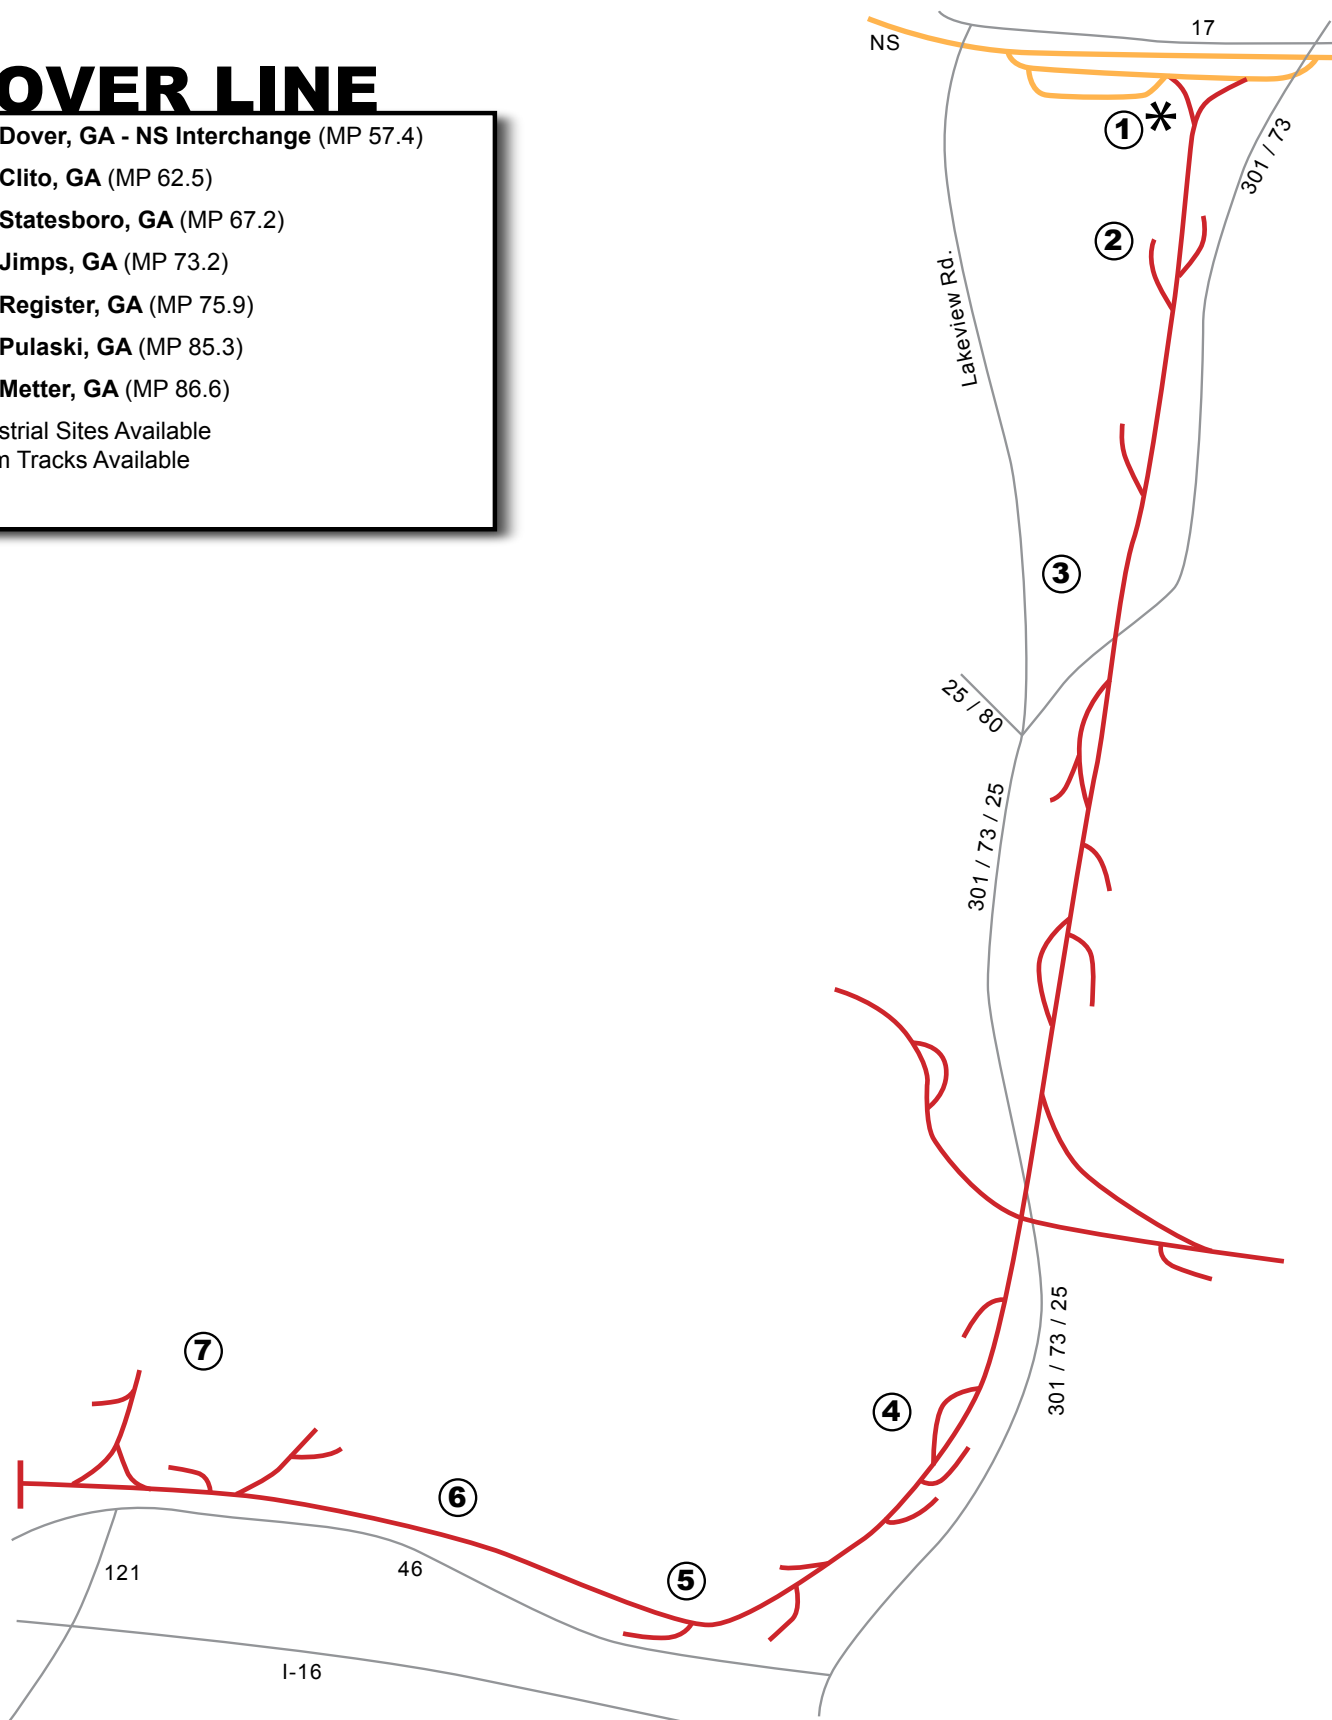 OVER LINE
Dover, GA - NS Interchange (MP 57.4)
Clito, GA (MP 62.5)
Statesboro, GA (MP 67.2)
Jimps, GA (MP 73.2)
Register, GA (MP 75.9)
Pulaski, GA (MP 85.3)
Metter, GA (MP 86.6)
strial Sites Available
m Tracks Available
17
NS
1 *
301 / 73
2
Lakeview Rd.
3
25 / 80
301 / 73 / 25
301 / 73 / 25
7
4
6
5
121
46
I-16